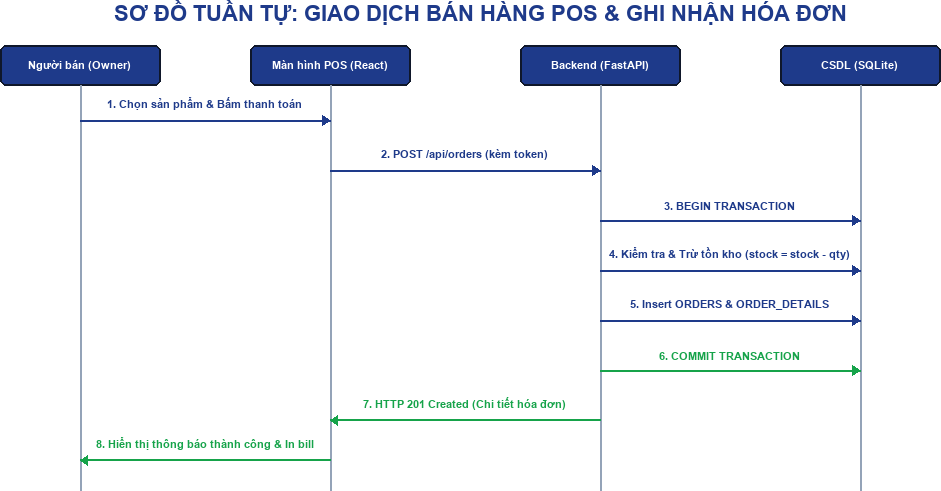 SƠ ĐỒ TUẦN TỰ: GIAO DỊCH BÁN HÀNG POS & GHI NHẬN HÓA ĐƠN
Người bán (Owner)
Màn hình POS (React)
Backend (FastAPI)
CSDL (SQLite)
1. Chọn sản phẩm & Bấm thanh toán
2. POST /api/orders (kèm token)
3. BEGIN TRANSACTION
4. Kiểm tra & Trừ tồn kho (stock = stock - qty)
5. Insert ORDERS & ORDER_DETAILS
6. COMMIT TRANSACTION
7. HTTP 201 Created (Chi tiết hóa đơn)
8. Hiển thị thông báo thành công & In bill